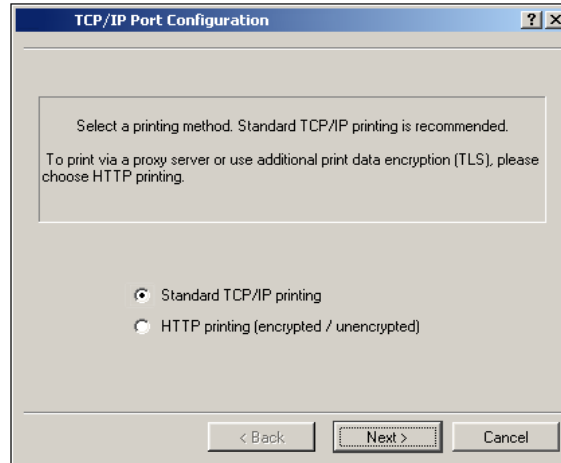 TCP/IP Port Configuration
? X
Select a printing method. Standard TCP/IP printing is recommended.
To print via a proxy server or use additional print data encryption (TLS), please
choose HTTP printing.
Standard TCP/IP printing
HTTP printing (encrypted / unencrypted)
< Back Next > Cancel